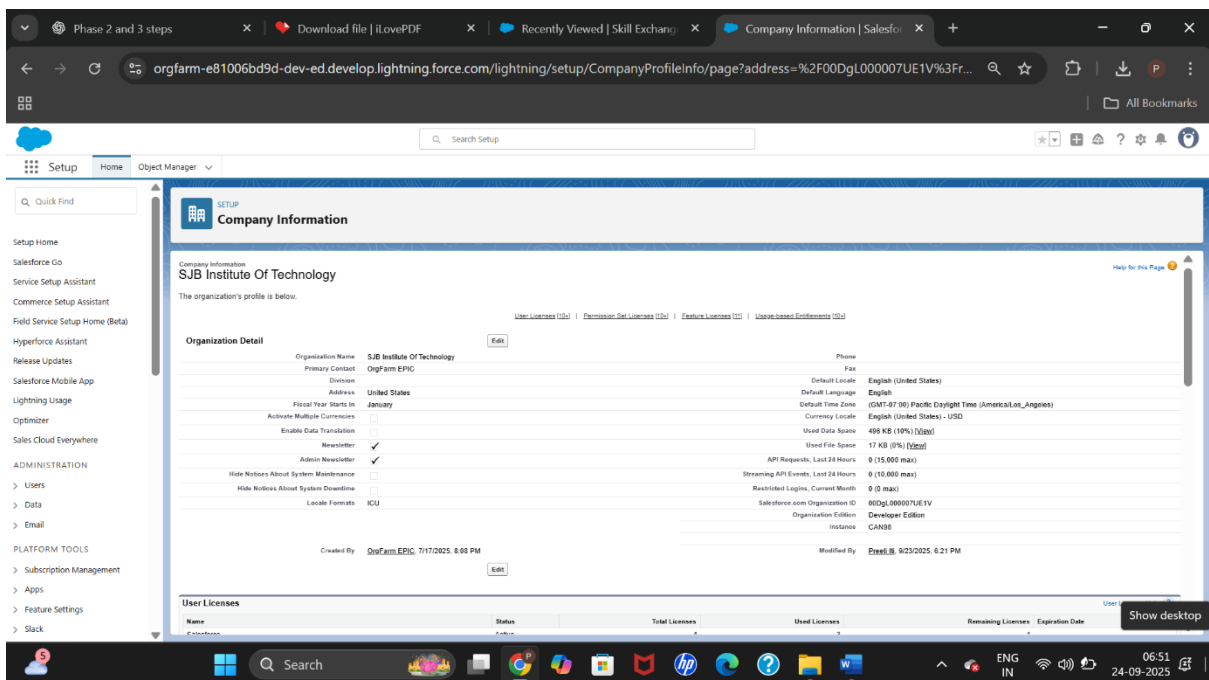 Phase 2 and 3 steps
Download file | iLovePDF
Recently Viewed | Skill Exchang
Company Information | Salesfor
orgfarm-e81006bd9d-dev-ed.develop.lightning.force.com/lightning/setup/CompanyProfileInfo/page?address=%2F00DgL000007UE1V%3Fr...
P
All Bookmarks
Search Setup
Setup
Home
Object Manager
Quick Find
Setup Home
Salesforce Go
Service Setup Assistant
Commerce Setup Assistant
Field Service Setup Home (Beta)
Hyperforce Assistant
Release Updates
Salesforce Mobile App
Lightning Usage
Optimizer
Sales Cloud Everywhere
ADMINISTRATION
Users
Data
Email
PLATFORM TOOLS
Subscription Management
Apps
Feature Settings
Slack
SETUP
Company Information
Company Information
SJB Institute Of Technology
Help for this Page
The organization's profile is below.
User Licenses [10+] | Permission Set Licenses [10+] | Feature Licenses [11] | Usage-based Entitlements [10+]
Organization Detail
Edit
Organization Name SJB Institute Of Technology
Primary Contact OrgFarm EPIC
Division
Address United States
Fiscal Year Starts In January
Activate Multiple Currencies
Enable Data Translation
Newsletter
Admin Newsletter
Hide Notices About System Maintenance
Hide Notices About System Downtime
Locale Formats ICU
Phone
Fax
Default Locale English (United States)
Default Language English
Default Time Zone (GMT-07:00) Pacific Daylight Time (America/Los_Angeles)
Currency Locale English (United States) - USD
Used Data Space 496 KB (10%) [View]
Used File Space 17 KB (0%) [View]
API Requests, Last 24 Hours 0 (15,000 max)
Streaming API Events, Last 24 Hours 0 (10,000 max)
Restricted Logins, Current Month 0 (0 max)
Salesforce.com Organization ID 00DgL000007UE1V
Organization Edition Developer Edition
Instance CAN98
Created By OrgFarm EPIC, 7/17/2025, 8:08 PM
Modified By Preeti Iti, 9/23/2025, 6:21 PM
Edit
User Licenses
Name Status Total Licenses Used Licenses Remaining Licenses Expiration Date
Show desktop
5
Search
ENG
IN
06:51
24-09-2025